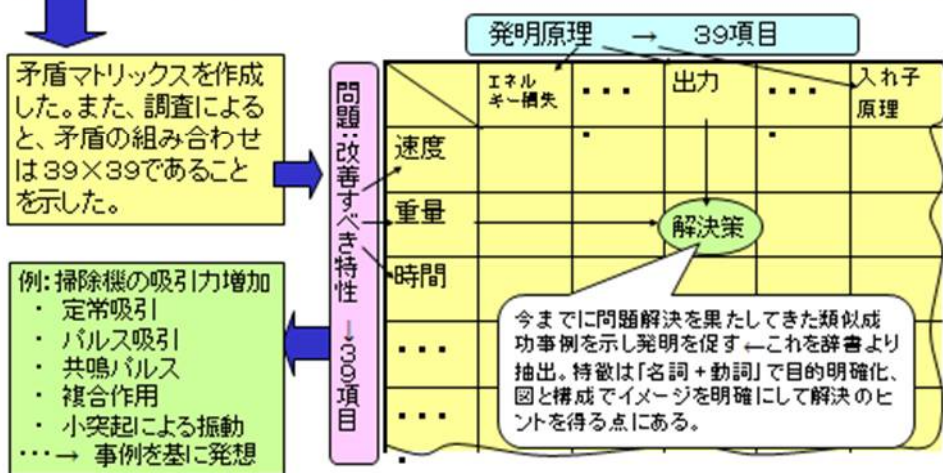 発明原理 → 39項目
矛盾マトリックスを作成
した。また、調査による
と、矛盾の組み合わせ
は39×39であること
を示した。
問題:改善すべき特性 →39項目
エネル
キー損失
・・・
出力
・・・
入れ子
原理
速度
重量
解決策
時間
・・・
・・・
例:掃除機の吸引力増加
・ 定常吸引
・ パルス吸引
・ 共鳴パルス
・ 複合作用
・ 小突起による振動
・・・→ 事例を基に発想
今までに問題解決を果たしてきた類似成
功事例を示し発明を促す ←これを辞書より
抽出。特徴は「名詞+動詞」で目的明確化、
図と構成でイメージを明確にして解決のヒ
ントを得る点にある。